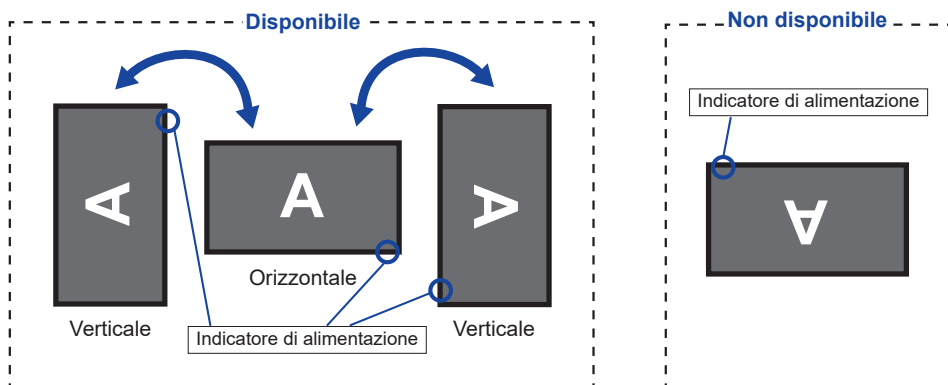 Disponibile
Non disponibile
Indicatore di alimentazione
A
A
A
A
Orizzontale
Verticale
Indicatore di alimentazione
Verticale